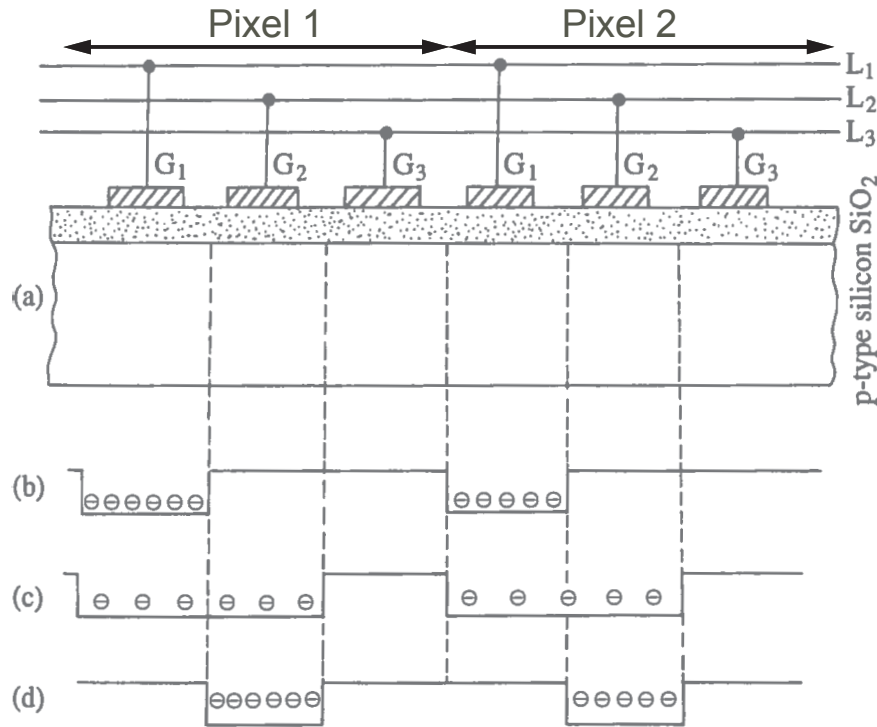 Pixel 1 Pixel 2
L₁
L₂
L₃
G₁ G₂ G₃ G₁ G₂ G₃
p-type silicon SiO₂
(a)
(b)
⊖⊖⊖⊖⊖⊖ ⊖⊖⊖⊖⊖
(c)
⊖ ⊖ ⊖ ⊖ ⊖ ⊖ ⊖ ⊖ ⊖ ⊖ ⊖
(d)
⊖⊖⊖⊖⊖⊖ ⊖⊖⊖⊖⊖